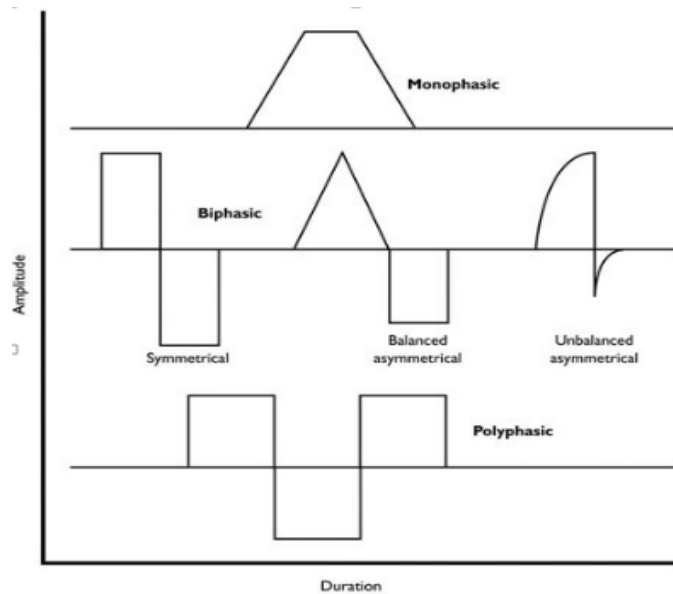 Monophasic
Biphasic
Amplitude
Symmetrical
Balanced
asymmetrical
Unbalanced
asymmetrical
Polyphasic
Duration